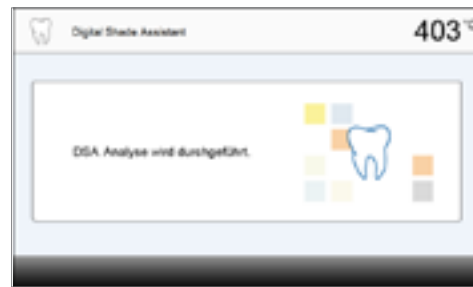 Digital Shade Assistant
403 °C
DSA Analyse wird durchgeführt.